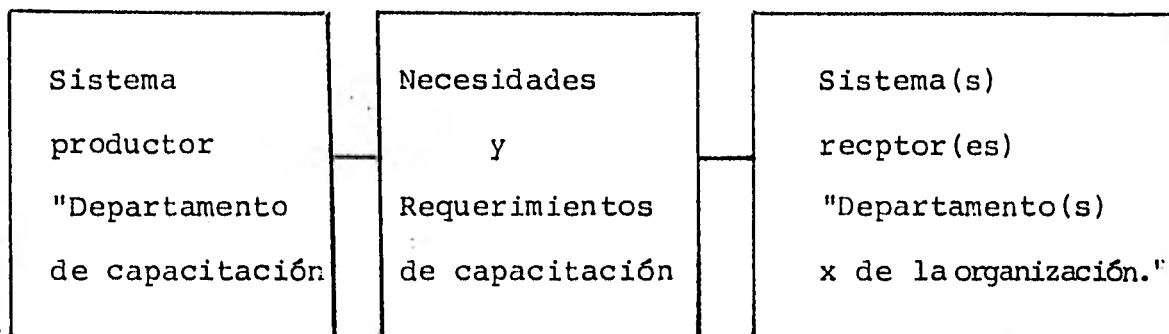 Sistema
productor
"Departamento
de capacitación
Necesidades
y
Requerimientos
de capacitación
Sistema(s)
recptor(es)
"Departamento(s)
x de la organización."